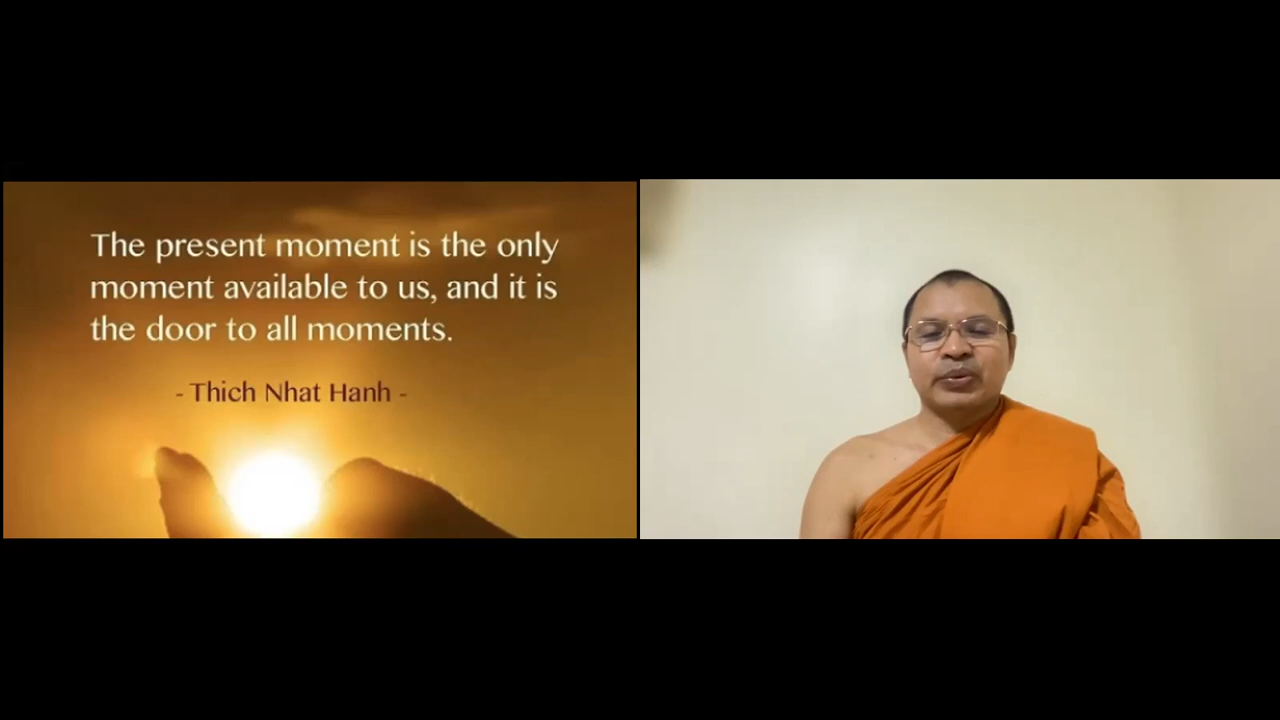 The present moment is the only
moment available to us, and it is
the door to all moments.
- Thich Nhat Hanh -